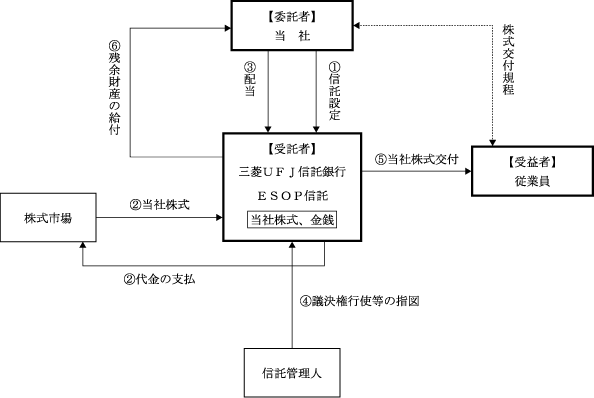 【委託者】
当 社
⑥残余財産の給付
③配当
①信託設定
株式交付規程
【受託者】
三菱ＵＦＪ信託銀行
ＥＳＯＰ信託
当社株式、金銭
⑤当社株式交付
【受益者】
従業員
株式市場
②当社株式
②代金の支払
④議決権行使等の指図
信託管理人